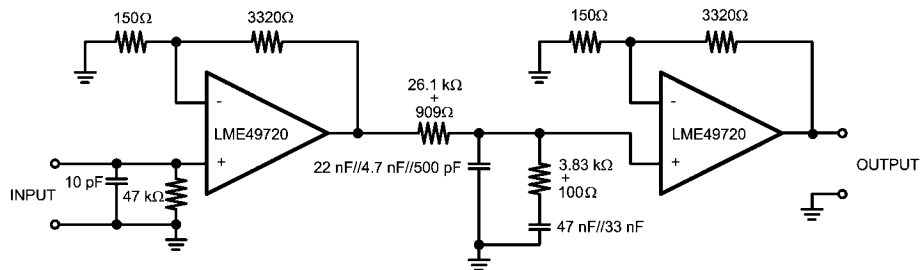 150Ω
3320Ω
150Ω
3320Ω
26.1 kΩ
+
909Ω
-
LME49720
+
-
LME49720
+
22 nF//4.7 nF//500 pF
3.83 kΩ
+
100Ω
47 nF//33 nF
INPUT
10 pF
47 kΩ
OUTPUT